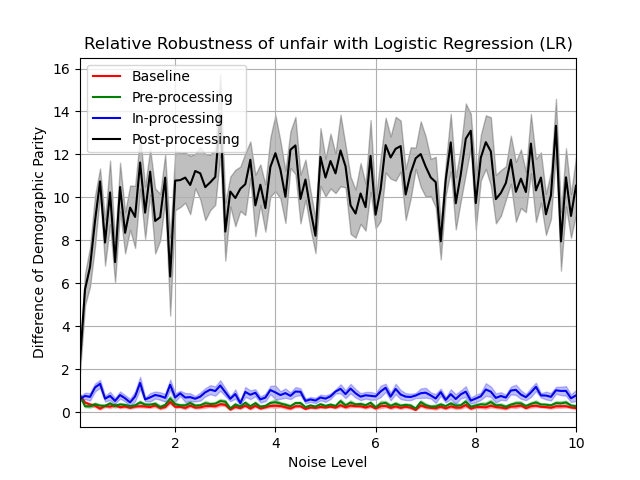 Relative Robustness of unfair with Logistic Regression (LR)
Difference of Demographic Parity
16
14
12
10
8
6
4
2
0
Baseline
Pre-processing
In-processing
Post-processing
2
4
6
8
10
Noise Level